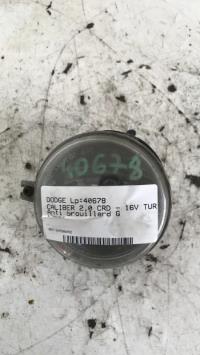 40678
DODGE Lp:40678
CALIBER 2.0 CRD - 16V TUR
Anti brouillard G